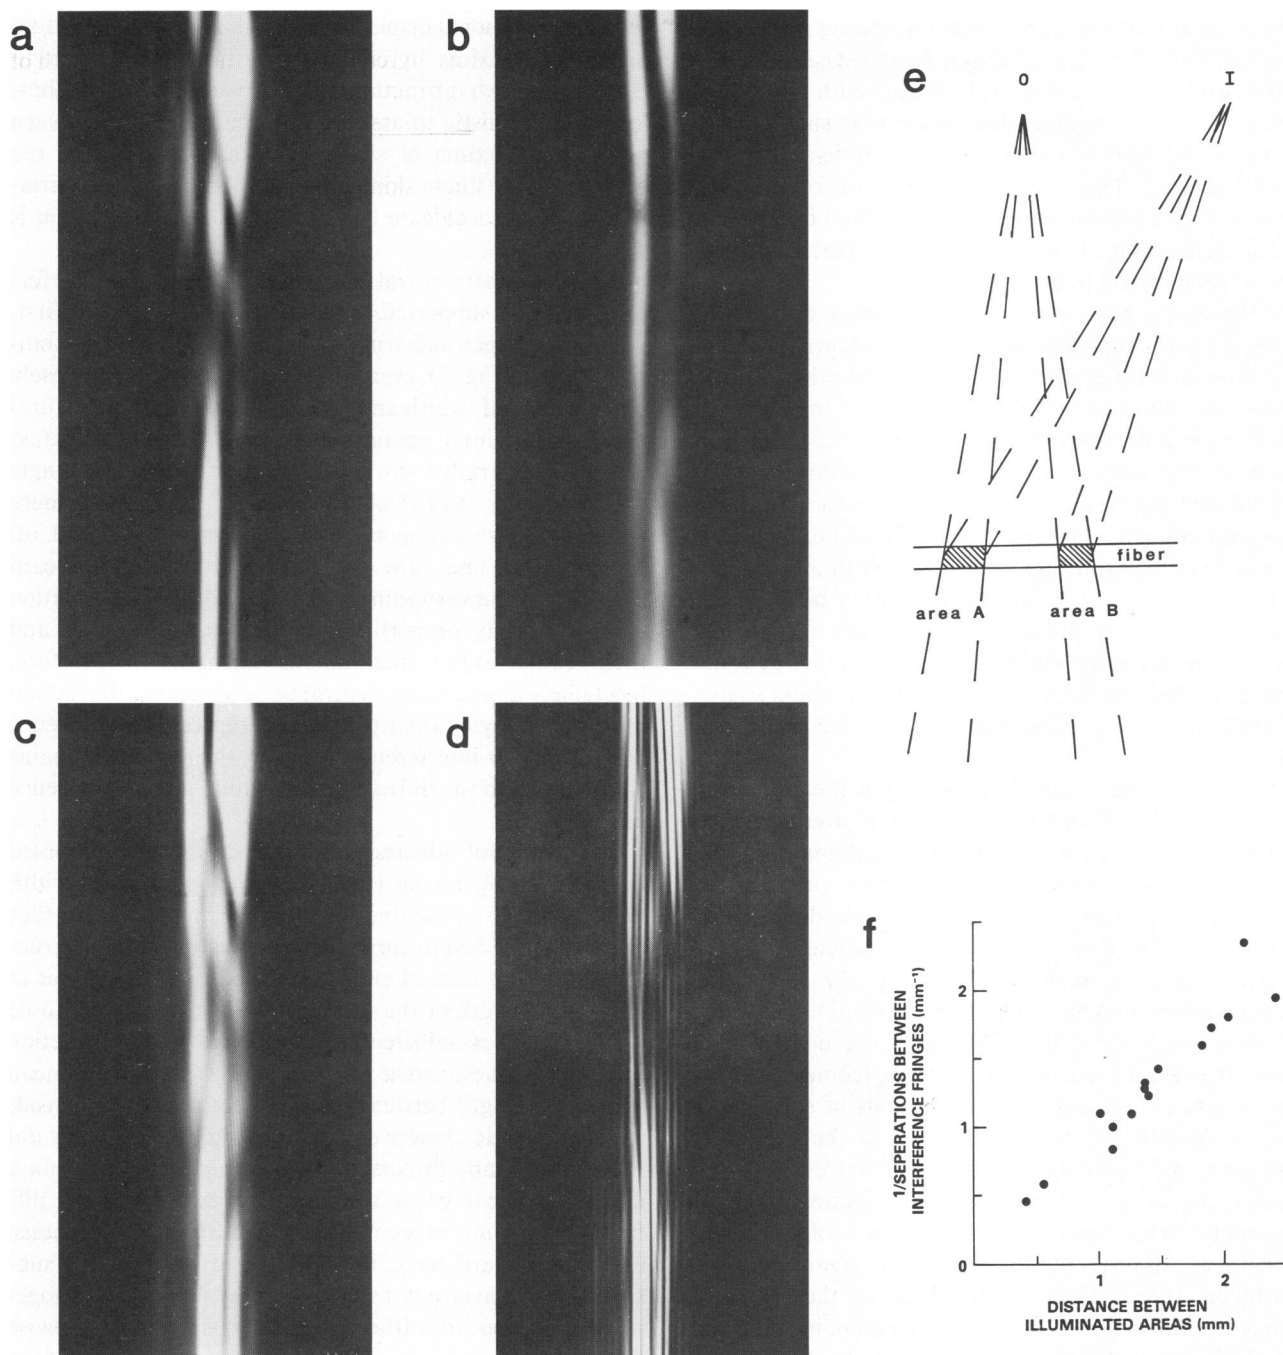 a
b
c
d
e
O
I
fiber
area A
area B
f
1/SEPERATIONS BETWEEN
INTERFERENCE FRINGES (mm⁻¹)
2
1
0
1
2
DISTANCE BETWEEN
ILLUMINATED AREAS (mm)